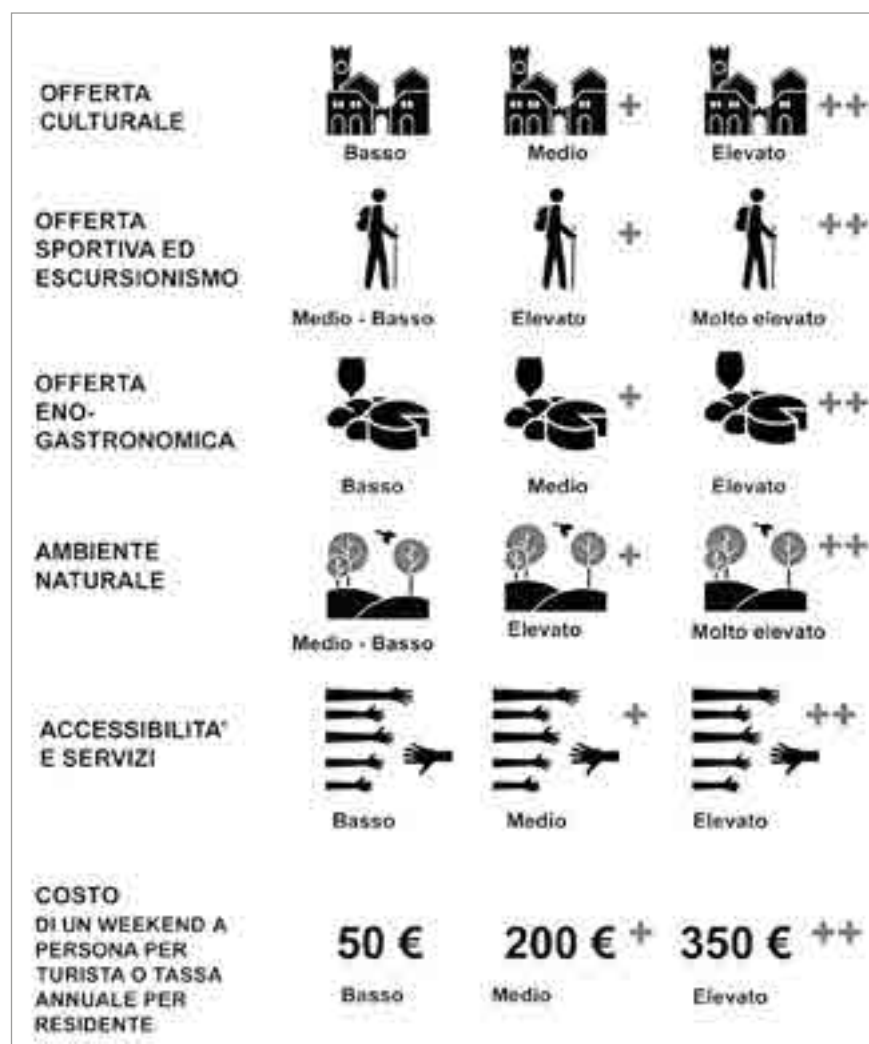 OFFERTA
CULTURALE
+
++
Basso
Medio
Elevato
OFFERTA
SPORTIVA ED
ESCURSIONISMO
+
++
Medio - Basso
Elevato
Molto elevato
OFFERTA
ENO-
GASTRONOMICA
+
++
Basso
Medio
Elevato
AMBIENTE
NATURALE
+
++
Medio - Basso
Elevato
Molto elevato
ACCESSIBILITA'
E SERVIZI
+
++
Basso
Medio
Elevato
COSTO
DI UN WEEKEND A
PERSONA PER
TURISTA O TASSA
ANNUALE PER
RESIDENTE
50 €
200 € +
350 € ++
Basso
Medio
Elevato